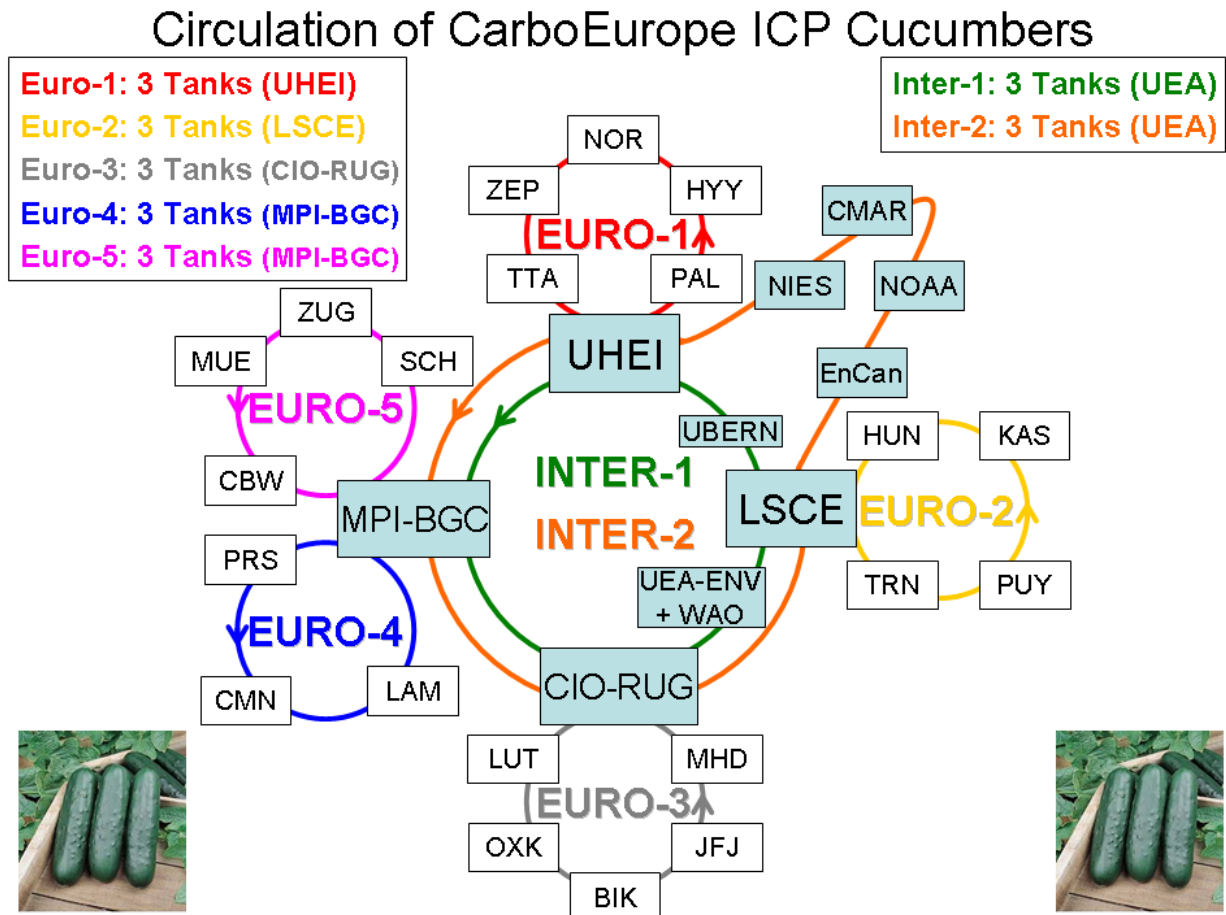 Circulation of CarboEurope ICP Cucumbers
Euro-1: 3 Tanks (UHEI)
Euro-2: 3 Tanks (LSCE)
Euro-3: 3 Tanks (CIO-RUG)
Euro-4: 3 Tanks (MPI-BGC)
Euro-5: 3 Tanks (MPI-BGC)
Inter-1: 3 Tanks (UEA)
Inter-2: 3 Tanks (UEA)
NOR
ZEP
HYY
EURO-1
TTA
PAL
CMAR
NIES
NOAA
EnCan
UHEI
UBERN
ZUG
MUE
SCH
EURO-5
CBW
MPI-BGC
INTER-1
INTER-2
LSCE
HUN
KAS
EURO-2
TRN
PUY
PRS
EURO-4
CMN
LAM
UEA-ENV
+ WAO
CIO-RUG
LUT
MHD
EURO-3
OXK
JFJ
BIK